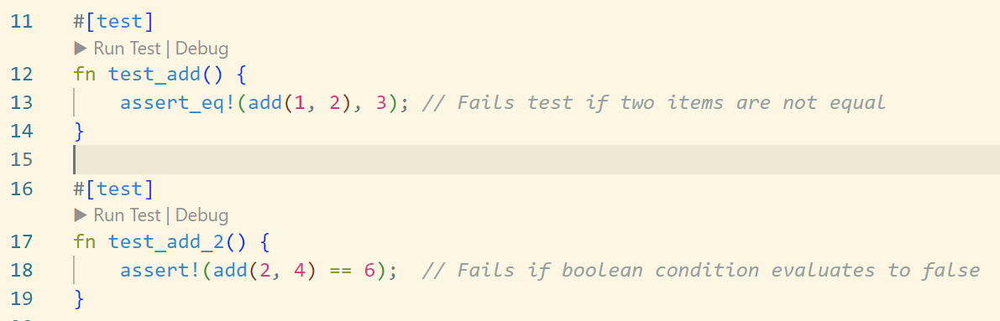 11 #[test]
▶ Run Test | Debug
12 fn test_add() {
13     assert_eq!(add(1, 2), 3); // Fails test if two items are not equal
14 }
15
16 #[test]
▶ Run Test | Debug
17 fn test_add_2() {
18     assert!(add(2, 4) == 6);  // Fails if boolean condition evaluates to false
19 }